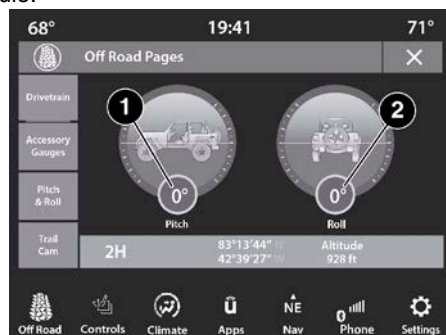 68° 19:41 71°
Off Road Pages
Drivetrain
Accessory
Gauges
Pitch
& Roll
Trail
Cam
1
2
0°
0°
Pitch
Roll
2H
83°13'44" N
42°39'27" W
Altitude
928 ft
Off Road
Controls
Climate
û
Apps
NE
Nav
Phone
Settings